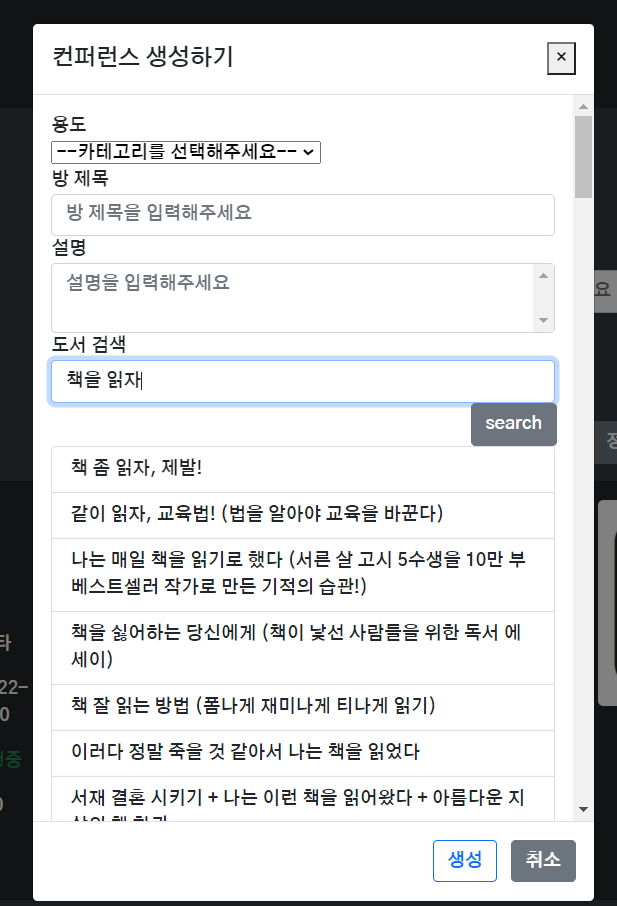 컨퍼런스 생성하기
×
용도
--카테고리를 선택해주세요--
방 제목
방 제목을 입력해주세요
설명
설명을 입력해주세요
요
도서 검색
책을 읽자
search
책 좀 읽자, 제발!
같이 읽자, 교육법! (법을 알아야 교육을 바꾼다)
나는 매일 책을 읽기로 했다 (서른 살 고시 5수생을 10만 부
베스트셀러 작가로 만든 기적의 습관!)
책을 싫어하는 당신에게 (책이 낯선 사람들을 위한 독서 에
세이)
타
22-
0
책 잘 읽는 방법 (폼나게 재미나게 티나게 읽기)
이러다 정말 죽을 것 같아서 나는 책을 읽었다
중
서재 결혼 시키기 + 나는 이런 책을 읽어왔다 + 아름다운 지
생성
취소